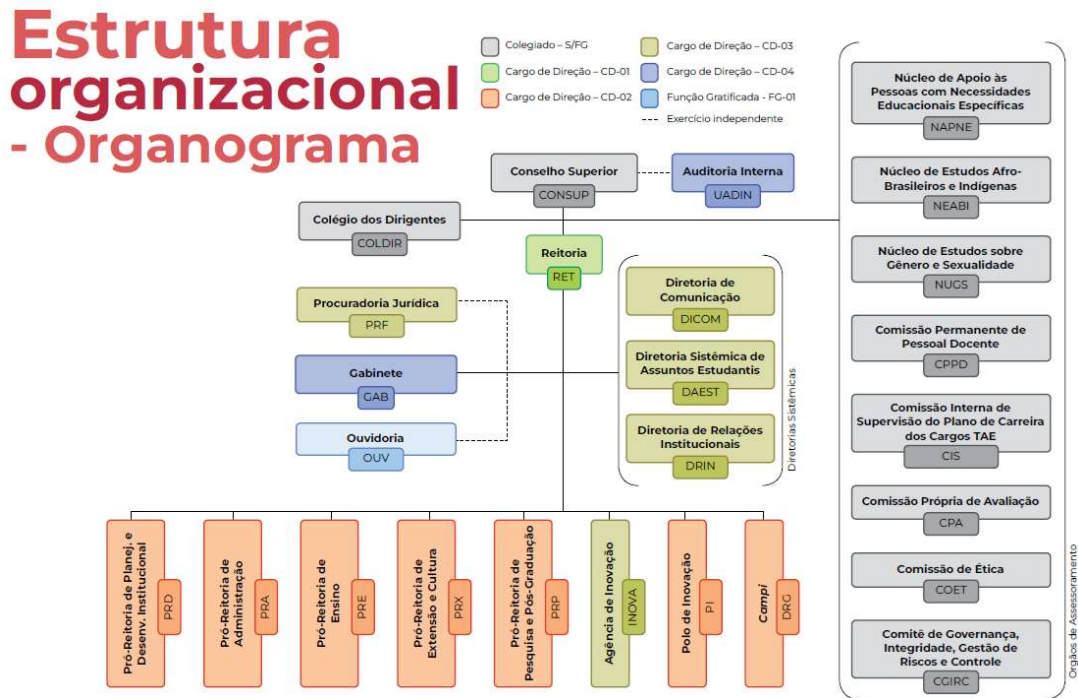 Estrutura
organizacional
- Organograma
Colegiado – S/FG
Cargo de Direção – CD-01
Cargo de Direção – CD-02
Cargo de Direção – CD-03
Cargo de Direção – CD-04
Função Gratificada - FG-01
Exercício independente
Conselho Superior
CONSUP
Auditoria Interna
UADIN
Colégio dos Dirigentes
COLDIR
Reitoria
RET
Procuradoria Jurídica
PRF
Gabinete
GAB
Ouvidoria
OUV
Diretoria de
Comunicação
DICOM
Diretoria Sistêmica de
Assuntos Estudantis
DAEST
Diretoria de Relações
Institucionais
DRIN
Diretorias Sistêmicas
Núcleo de Apoio às
Pessoas com Necessidades
Educacionais Específicas
NAPNE
Núcleo de Estudos Afro-
Brasileiros e Indígenas
NEABI
Núcleo de Estudos sobre
Gênero e Sexualidade
NUGS
Comissão Permanente de
Pessoal Docente
CPPD
Comissão Interna de
Supervisão do Plano de Carreira
dos Cargos TAE
CIS
Comissão Própria de Avaliação
CPA
Comissão de Ética
COET
Comitê de Governança,
Integridade, Gestão de
Riscos e Controle
CGIRC
Orgãos de Assessoramento
Pró-Reitoria de Planej. e
Desenv. Institucional
PRD
Pró-Reitoria de
Administração
PRA
Pró-Reitoria de
Ensino
PRE
Pró-Reitoria de
Extensão e Cultura
PRX
Pró-Reitoria de
Pesquisa e Pós-Graduação
PRP
Agência de Inovação
INOVA
Polo de Inovação
PI
Campi
DRG